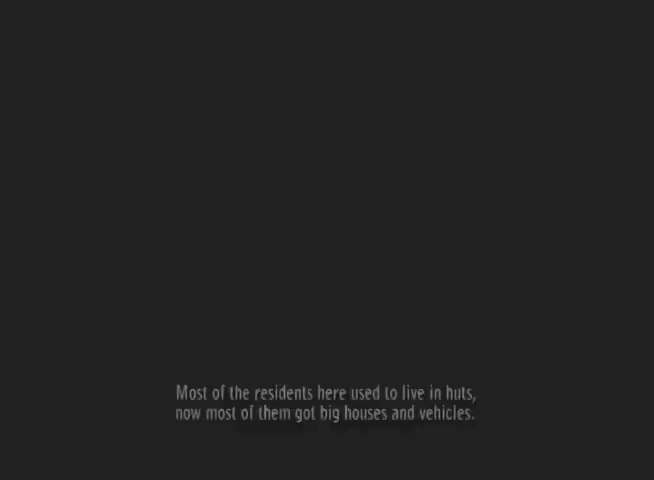 Most of the residents here used to live in huts,
now most of them got big houses and vehicles.